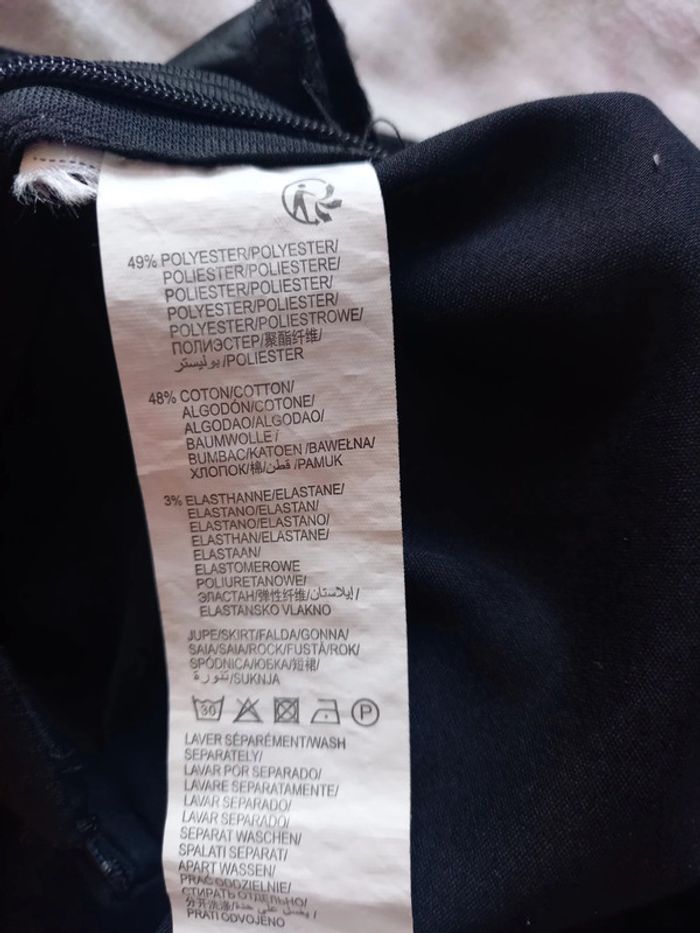 49% POLYESTER/POLYESTER/
POLIESTER/POLIESTERE/
POLIESTER/POLIESTER/
POLYESTER/POLYESTER/
POLYESTER/POLIESTROWE/
ПОЛИЭСТЕР/聚酯纤维/
بوليستر/POLIESTER
48% COTON/COTTON/
ALGODÓN/COTONE/
ALGODAO/ALGODAO/
BAUMWOLLE/
BUMBAC/KATOEN/BAWEŁNA/
ХЛОПОК/棉/قطن/PAMUK
3% ELASTHANNE/ELASTANE/
ELASTANO/ELASTAN/
ELASTANO/ELASTANO/
ELASTHAN/ELASTANE/
ELASTAAN/
ELASTOMEROWE
POLIURETANOWE/
ЭЛАСТАН/弹性纤维/إيلاستان/
ELASTANSKO VLAKNO
JUPE/SKIRT/FALDA/GONNA/
SAIA/SAIA/ROCK/FUSTĂ/ROK/
SPÓDNICA/ЮБКА/短裙/
تنورة/SUKNJA
30 P
LAVER SÉPARÉMENT/WASH
SEPARATELY/
LAVAR POR SEPARADO/
LAVARE SEPARATAMENTE/
LAVAR SEPARADO/
LAVAR SEPARADO/
SEPARAT WASCHEN/
SPALATI SEPARAT/
APART WASSEN/
PRAĆ ODDZIELNIE/
СТИРАТЬ ОТДЕЛЬНО/
分开洗涤/يغسل على حدة/
PRATI ODVOJENO